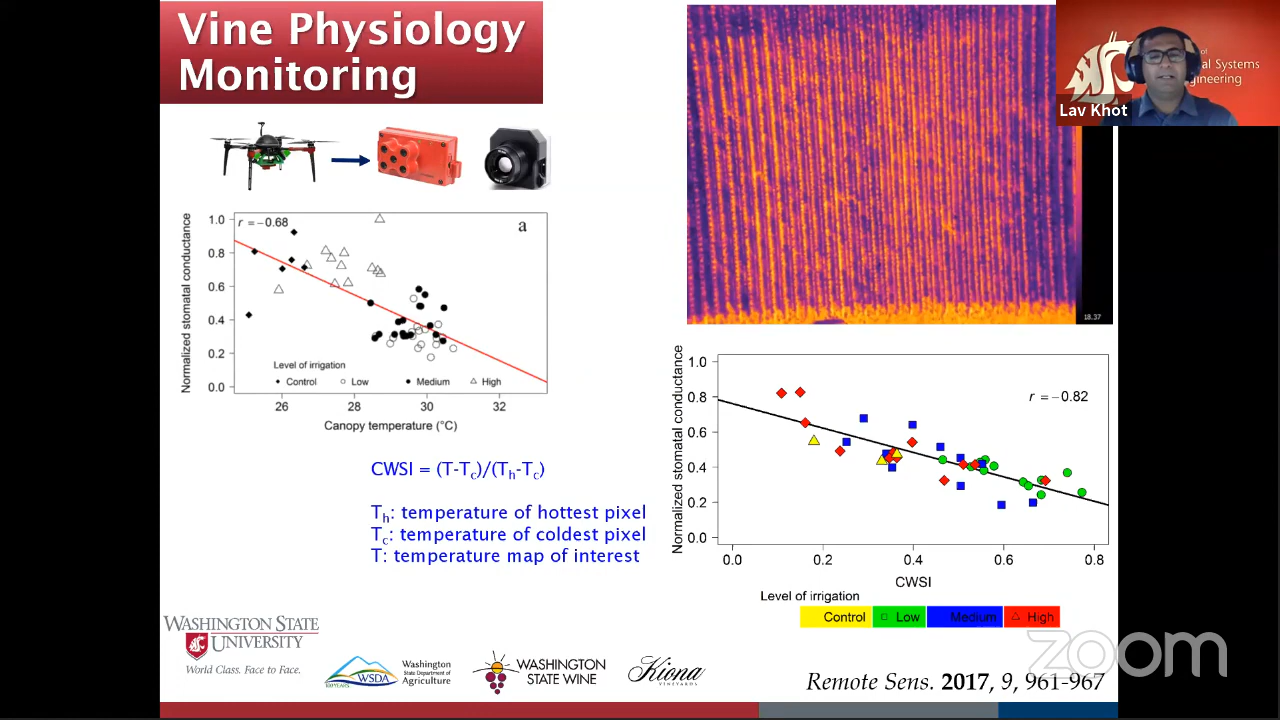 Vine Physiology
Monitoring
of
al Systems
gineering
Lav Khot
18.37
r = −0.68
a
Normalized stomatal conductance
1.0
0.8
0.6
0.4
0.2
0.0
Level of irrigation
Control Low Medium High
26 28 30 32
Canopy temperature (°C)
CWSI = (T-Tc)/(Th-Tc)
Th: temperature of hottest pixel
Tc: temperature of coldest pixel
T: temperature map of interest
Normalized stomatal conductance
1.0
0.8
0.6
0.4
0.2
0.0
r = −0.82
0.0 0.2 0.4 0.6 0.8
CWSI
Level of irrigation
Control Low Medium High
WASHINGTON STATE
UNIVERSITY
World Class. Face to Face.
100 YEARS
WSDA
Washington
State Department of
Agriculture
WASHINGTON
STATE WINE
Kiona
VINEYARDS
zoom
Remote Sens. 2017, 9, 961-967